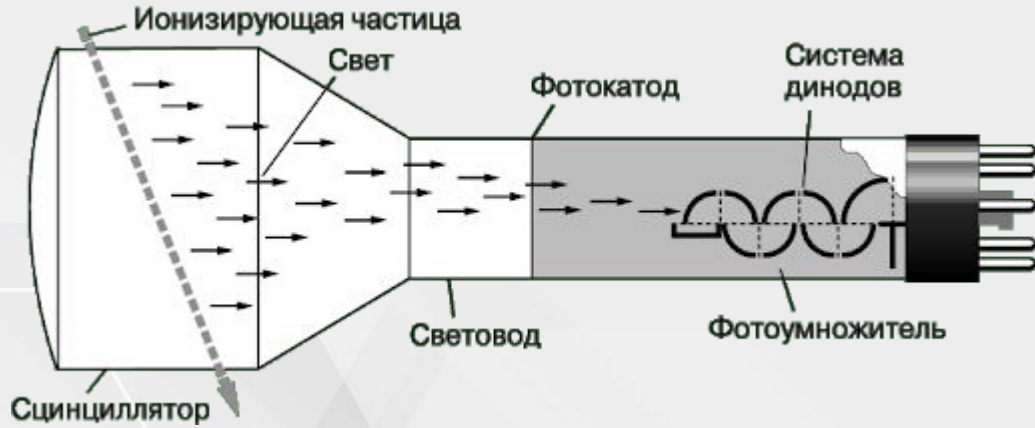 Ионизирующая частица
Свет
Система
динодов
Фотокатод
Световод
Фотоумножитель
Сцинциллятор